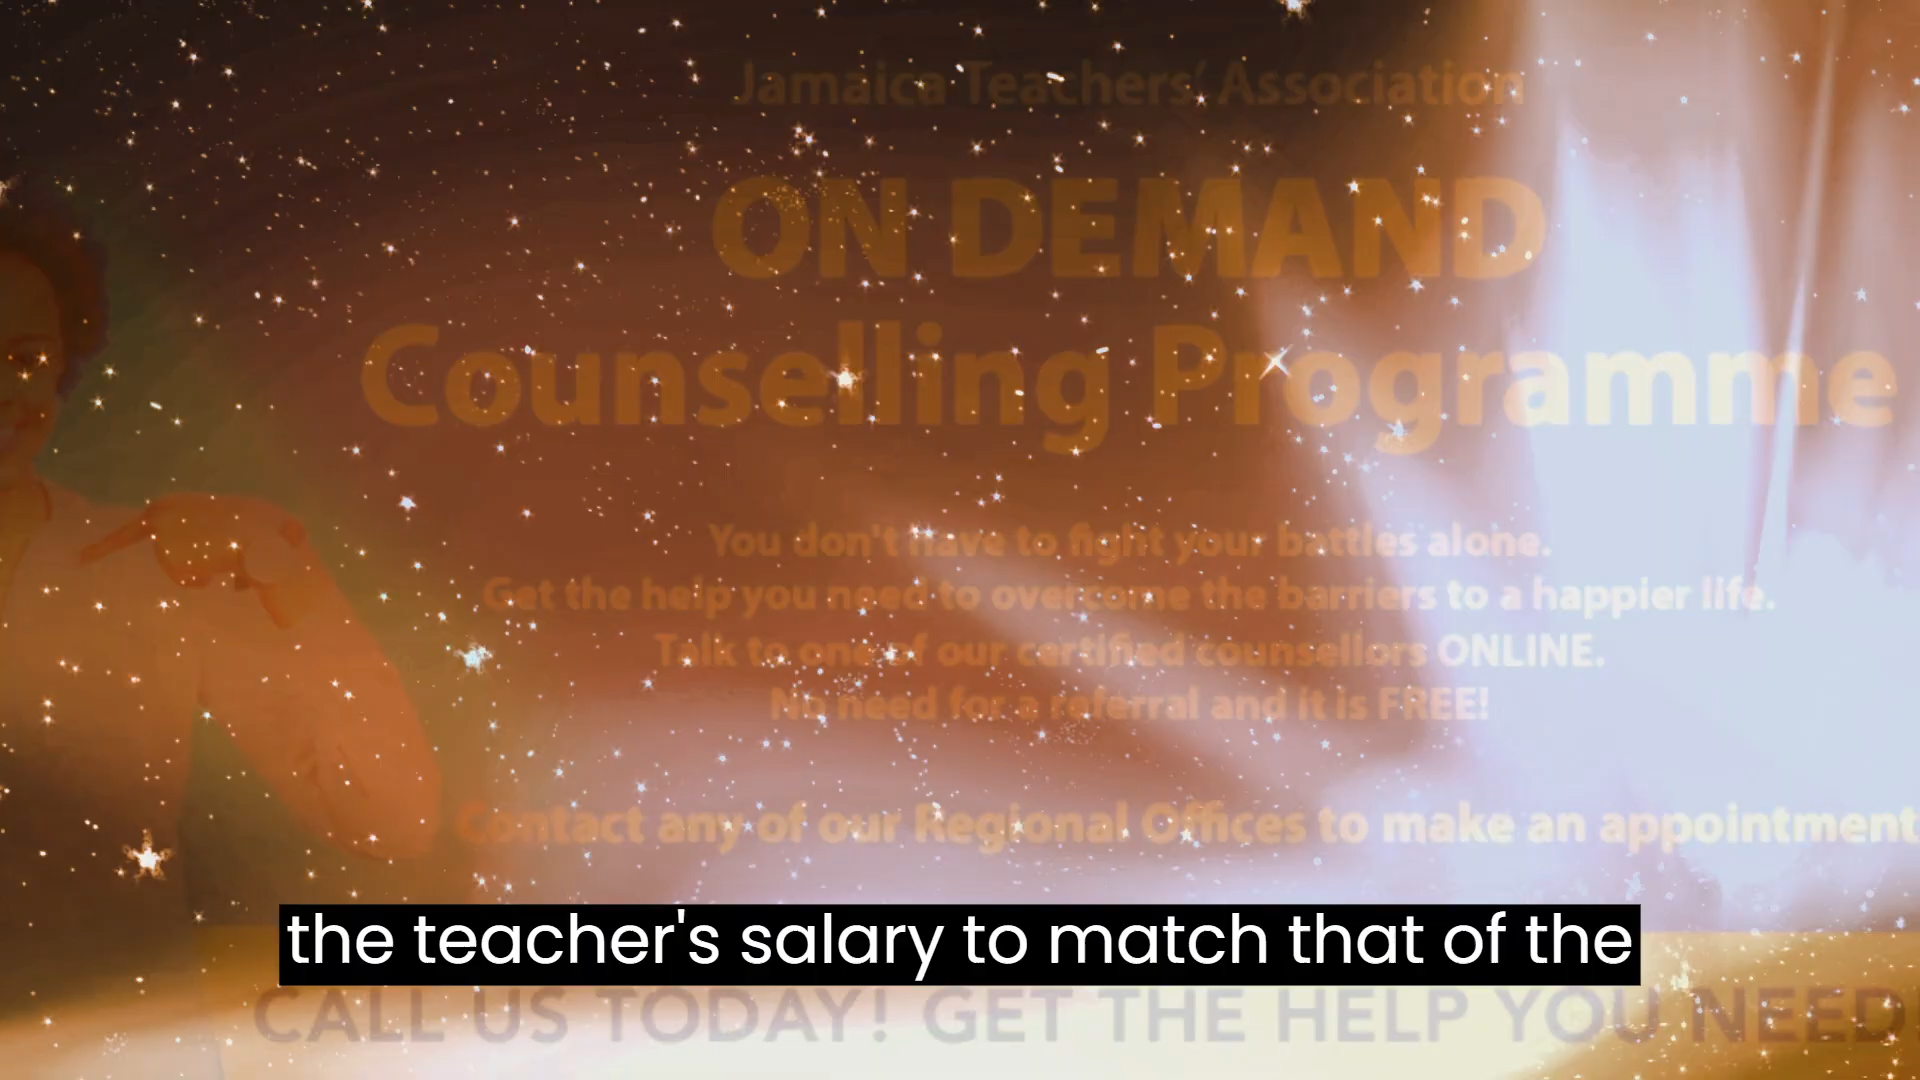 Jamaica Teachers' Association
ON DEMAND
Counselling Programme
You don't have to fight your battles alone.
Get the help you need to overcome the barriers to a happier life.
Talk to one of our certified counsellors ONLINE.
No need for a referral and it is FREE!
Contact any of our Regional Offices to make an appointment
the teacher's salary to match that of the
CALL US TODAY! GET THE HELP YOU NEED